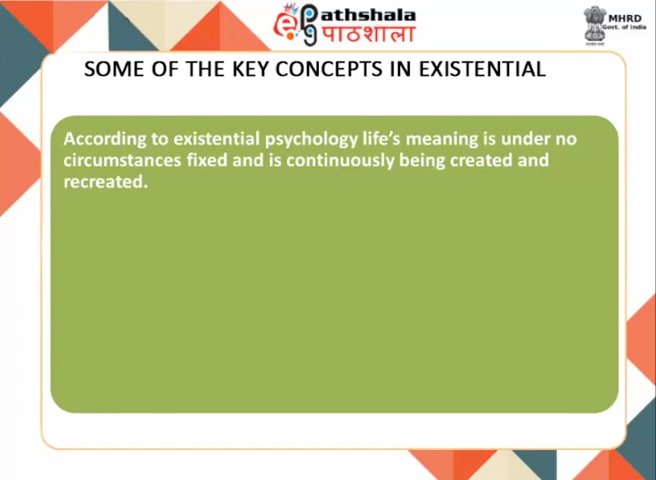 ePathshala
पाठशाला
MHRD
Govt. of India
SOME OF THE KEY CONCEPTS IN EXISTENTIAL
According to existential psychology life's meaning is under no
circumstances fixed and is continuously being created and
recreated.